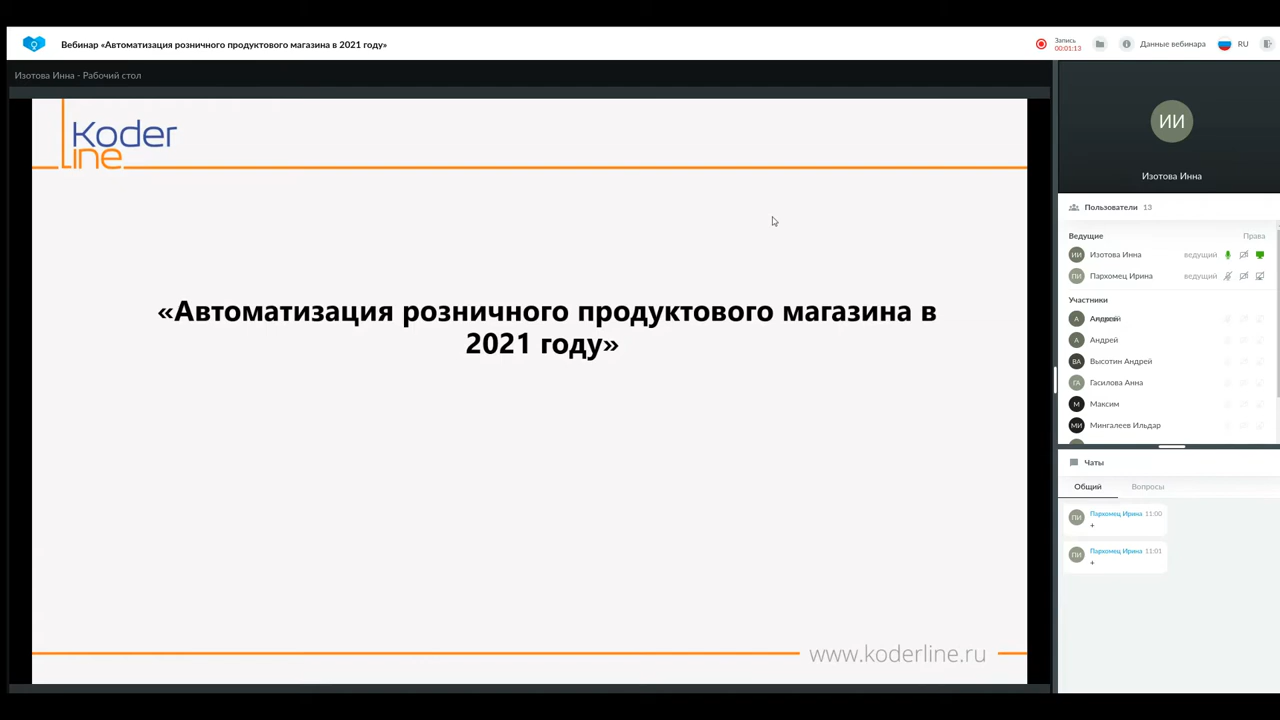 Вебинар «Автоматизация розничного продуктового магазина в 2021 году»
Запись
00:01:13
Данные вебинара
RU
Изотова Инна - Рабочий стол
Koder
line
«Автоматизация розничного продуктового магазина в
2021 году»
www.koderline.ru
ИИ
Изотова Инна
Пользователи 13
Ведущие Права
ИИ Изотова Инна ведущий
ПИ Пархомец Ирина ведущий
Участники
А
А Андрей
ВА Высотин Андрей
ГА Гасилова Анна
М Максим
МИ Мингалеев Ильдар
Чаты
Общий Вопросы
ПИ Пархомец Ирина 11:00
+
ПИ Пархомец Ирина 11:01
+